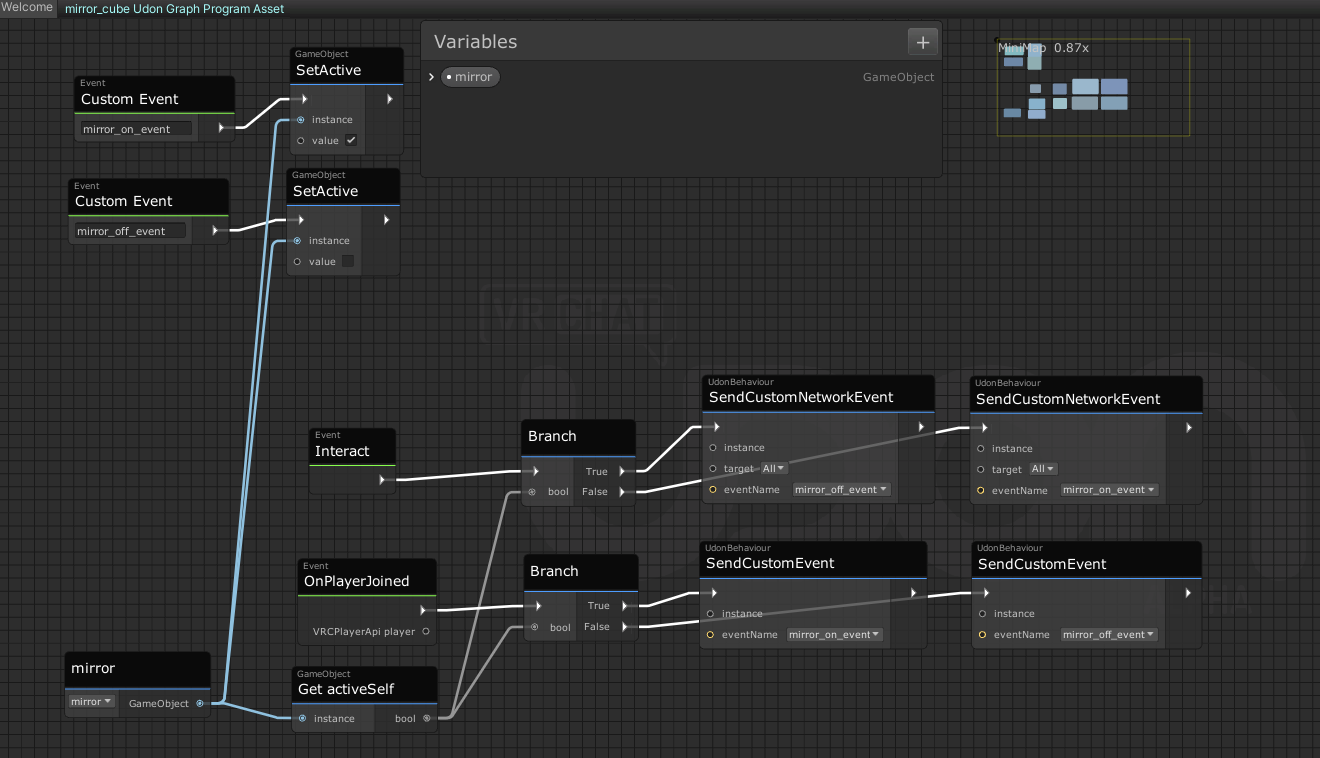 Welcome
mirror_cube Udon Graph Program Asset
Event
Custom Event
mirror_on_event
GameObject
SetActive
instance
value
Variables
mirror
GameObject
MiniMap 0.87x
Event
Custom Event
mirror_off_event
GameObject
SetActive
instance
value
VR CHAT
Event
Interact
Branch
True
bool
False
UdonBehaviour
SendCustomNetworkEvent
instance
target All
eventName mirror_off_event
UdonBehaviour
SendCustomNetworkEvent
instance
target All
eventName mirror_on_event
Event
OnPlayerJoined
VRCPlayerApi player
Branch
True
bool
False
UdonBehaviour
SendCustomEvent
instance
eventName mirror_on_event
UdonBehaviour
SendCustomEvent
instance
eventName mirror_off_event
mirror
mirror
GameObject
GameObject
Get activeSelf
instance
bool